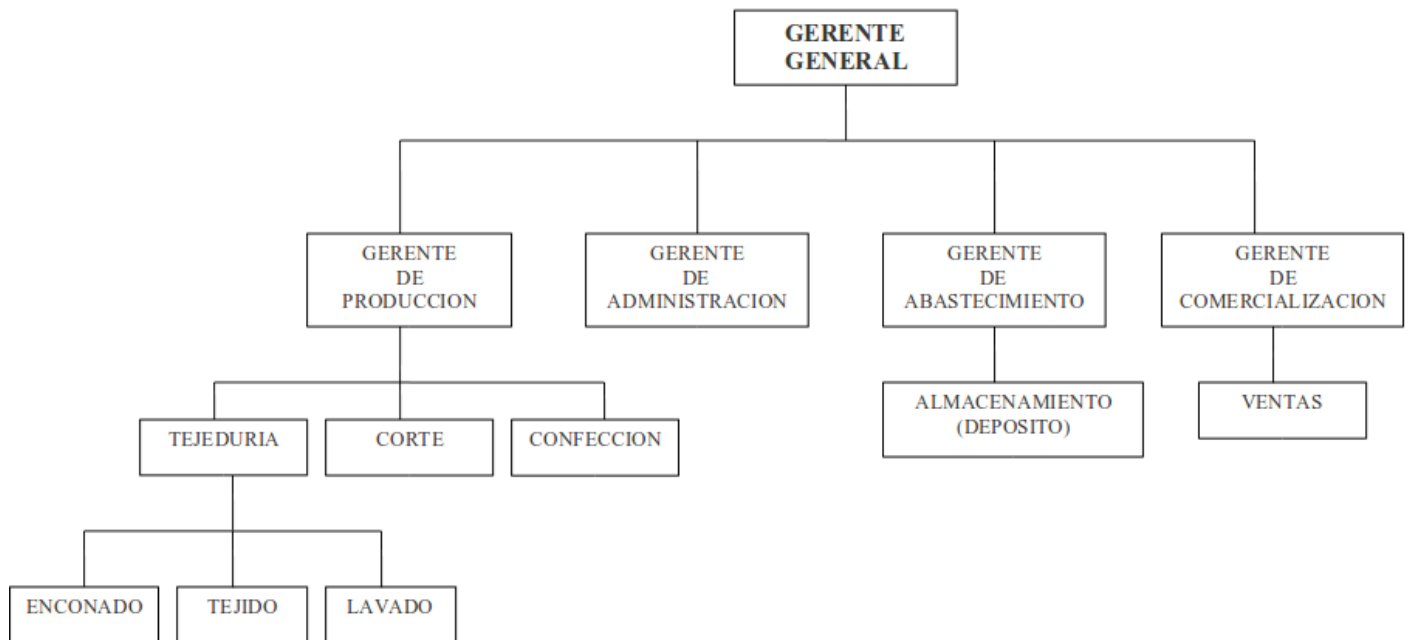 GERENTE
GENERAL
GERENTE
DE
PRODUCCION
GERENTE
DE
ADMINISTRACION
GERENTE
DE
ABASTECIMIENTO
GERENTE
DE
COMERCIALIZACION
ALMACENAMIENTO
(DEPOSITO)
VENTAS
TEJEDURIA
CORTE
CONFECCION
ENCONADO
TEJIDO
LAVADO